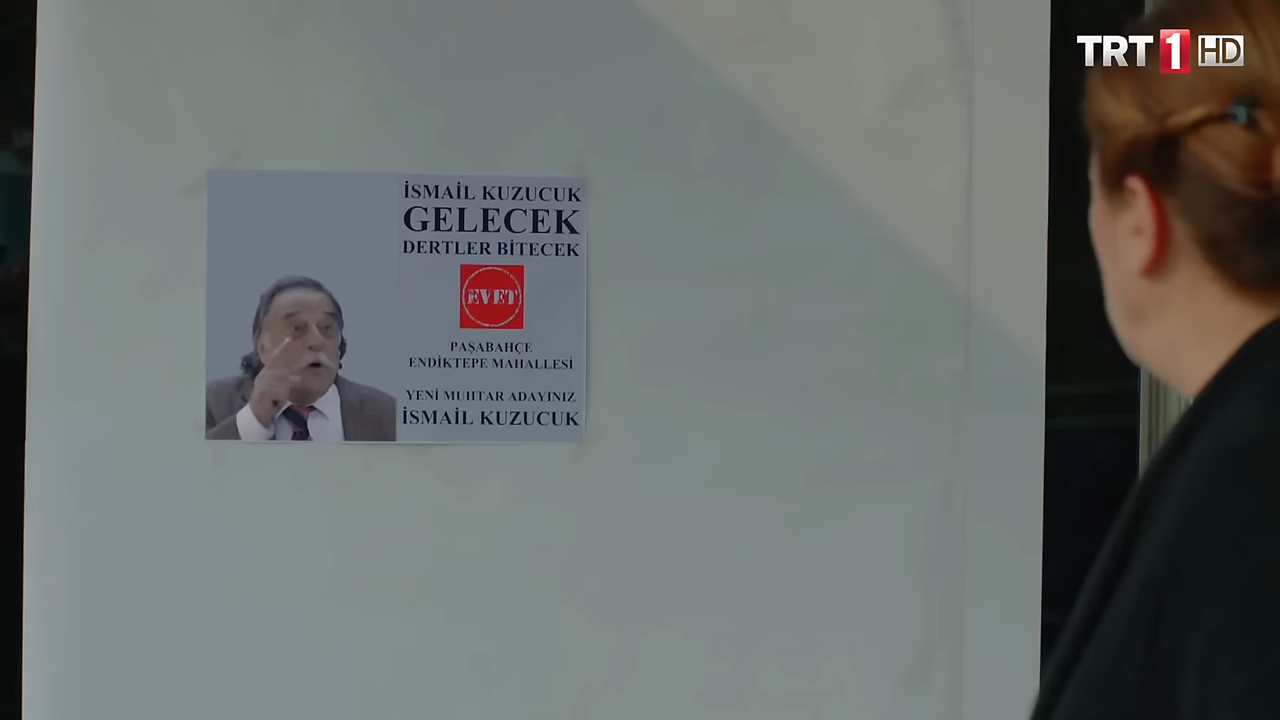 TRT 1 HD
İSMAİL KUZUCUK
GELECEK
DERTLER BİTECEK
EVET
PAŞABAHÇE
ENDİKTEPE MAHALLESİ
YENİ MUHTAR ADAYINIZ
İSMAİL KUZUCUK